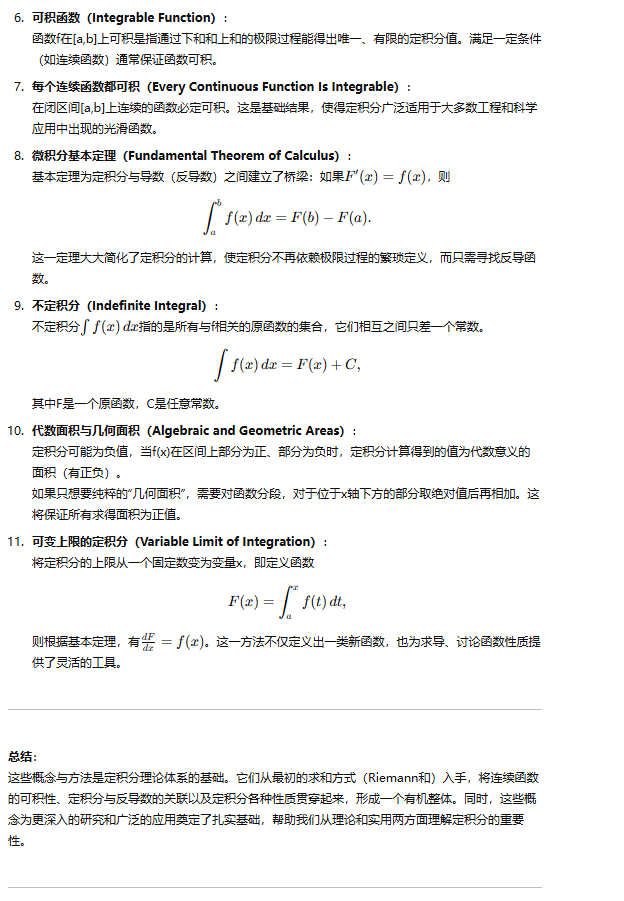 6. 可积函数（Integrable Function）：
函数f在[a,b]上可积是指通过下和和上和的极限过程能得出唯一、有限的定积分值。满足一定条件
（如连续函数）通常保证函数可积。
7. 每个连续函数都可积（Every Continuous Function Is Integrable）：
在闭区间[a,b]上连续的函数必定可积。这是基础结果，使得定积分广泛适用于大多数工程和科学
应用中出现的光滑函数。
8. 微积分基本定理（Fundamental Theorem of Calculus）：
基本定理为定积分与导数（反导数）之间建立了桥梁：如果F′(x) = f(x)，则
∫_a^b f(x) dx = F(b) − F(a).
这一定理大大简化了定积分的计算，使定积分不再依赖极限过程的繁琐定义，而只需寻找反导函
数。
9. 不定积分（Indefinite Integral）：
不定积分∫ f(x) dx指的是所有与f相关的原函数的集合，它们相互之间只差一个常数。
∫ f(x) dx = F(x) + C,
其中F是一个原函数，C是任意常数。
10. 代数面积与几何面积（Algebraic and Geometric Areas）：
定积分可能为负值，当f(x)在区间上部分为正、部分为负时，定积分计算得到的值为代数意义的
面积（有正负）。
如果只想要纯粹的“几何面积”，需要对函数分段，对于位于x轴下方的部分取绝对值后再相加。这
将保证所有求得面积为正值。
11. 可变上限的定积分（Variable Limit of Integration）：
将定积分的上限从一个固定数变为变量x，即定义函数
F(x) = ∫_a^x f(t) dt,
则根据基本定理，有dF/dx = f(x)。这一方法不仅定义出一类新函数，也为求导、讨论函数性质提
供了灵活的工具。
总结：
这些概念与方法是定积分理论体系的基础。它们从最初的求和方式（Riemann和）入手，将连续函数
的可积性、定积分与反导数的关联以及定积分各种性质贯穿起来，形成一个有机整体。同时，这些概
念为更深入的研究和广泛的应用奠定了扎实基础，帮助我们从理论和实用两方面理解定积分的重要
性。